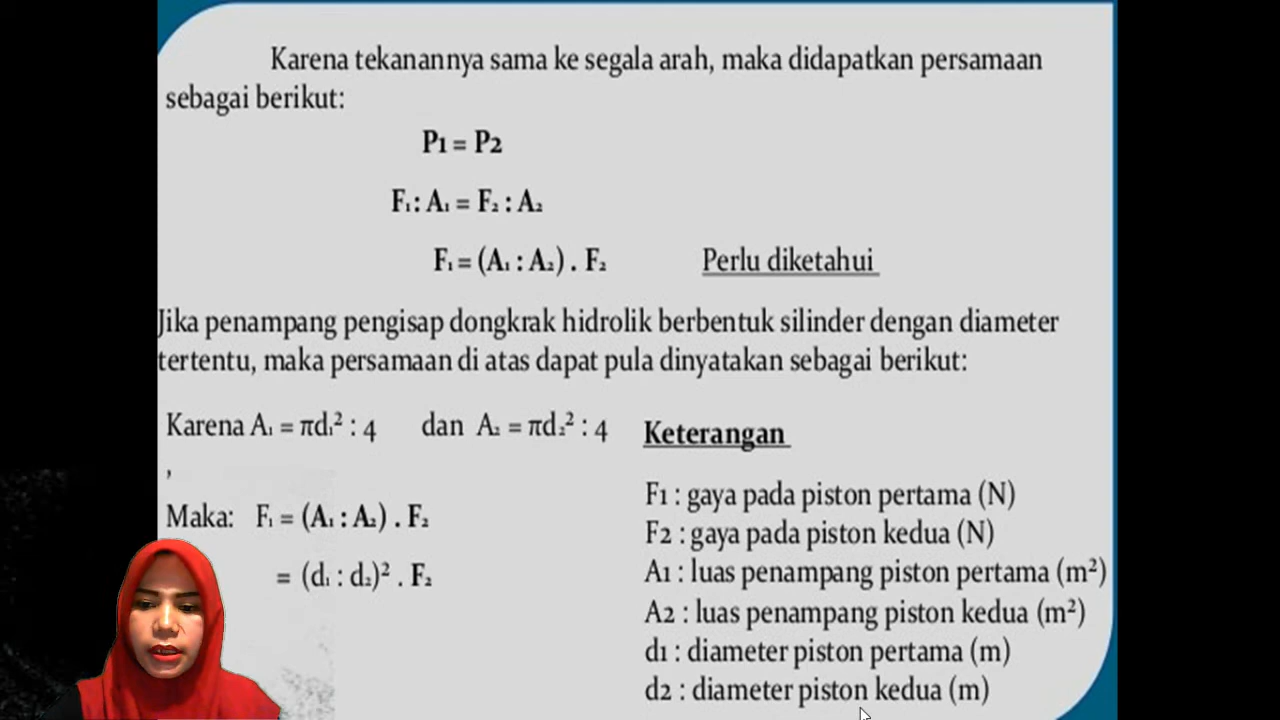 Karena tekanannya sama ke segala arah, maka didapatkan persamaan
sebagai berikut:
P1 = P2
F₁ : A₁ = F₂ : A₂
F₁ = (A₁ : A₂) . F₂
Perlu diketahui
Jika penampang pengisap dongkrak hidrolik berbentuk silinder dengan diameter
tertentu, maka persamaan di atas dapat pula dinyatakan sebagai berikut:
Karena A₁ = πd₁² : 4 dan A₂ = πd₂² : 4
,
Maka: F₁ = (A₁ : A₂) . F₂
= (d₁ : d₂)² . F₂
Keterangan
F1 : gaya pada piston pertama (N)
F2 : gaya pada piston kedua (N)
A1 : luas penampang piston pertama (m²)
A2 : luas penampang piston kedua (m²)
d1 : diameter piston pertama (m)
d2 : diameter piston kedua (m)